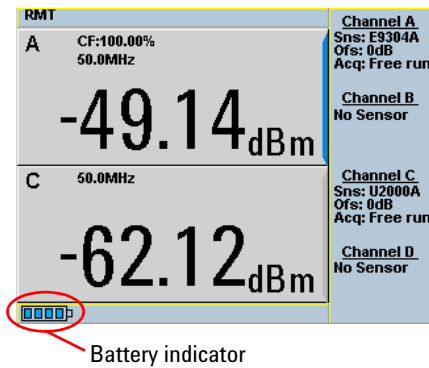 RMT
A
CF:100.00%
50.0MHz
-49.14dBm
C
50.0MHz
-62.12dBm
Channel A
Sns: E9304A
Ofs: 0dB
Acq: Free run
Channel B
No Sensor
Channel C
Sns: U2000A
Ofs: 0dB
Acq: Free run
Channel D
No Sensor
Battery indicator